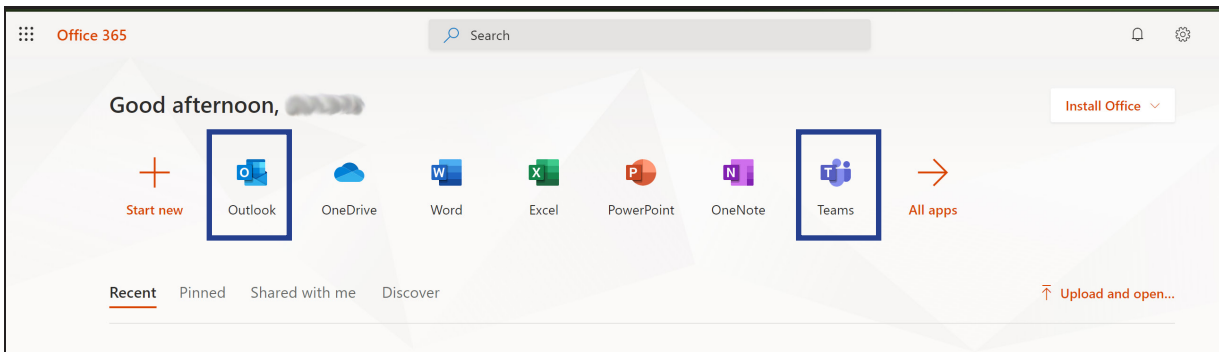 Office 365
Search
Good afternoon,
Install Office
Start new
Outlook
OneDrive
Word
Excel
PowerPoint
OneNote
Teams
All apps
Recent
Pinned
Shared with me
Discover
Upload and open...